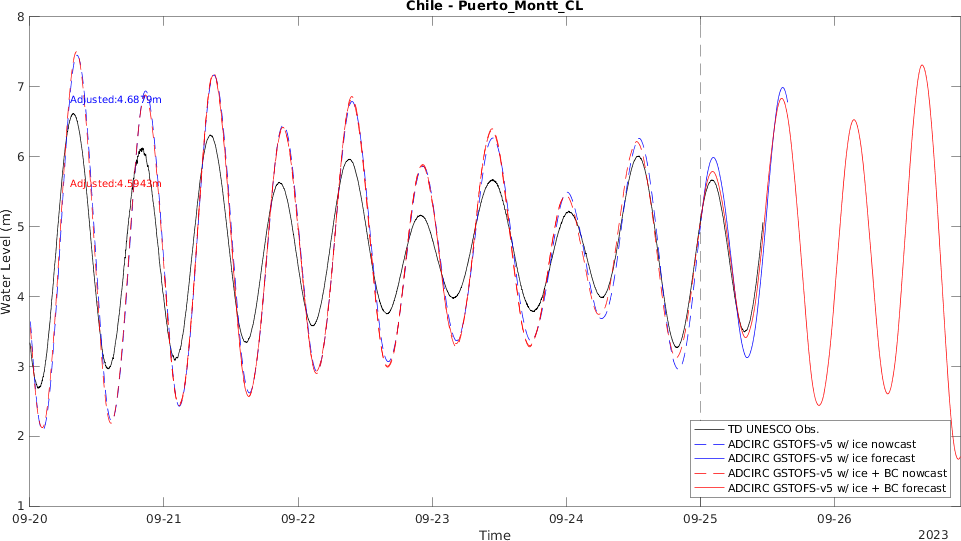 Chile - Puerto_Montt_CL
8
7
6
5
4
3
2
1
Water Level (m)
Adjusted:4.6879m
Adjusted:4.5943m
TD UNESCO Obs.
ADCIRC GSTOFS-v5 w/ ice nowcast
ADCIRC GSTOFS-v5 w/ ice forecast
ADCIRC GSTOFS-v5 w/ ice + BC nowcast
ADCIRC GSTOFS-v5 w/ ice + BC forecast
09-20 09-21 09-22 09-23 09-24 09-25 09-26
Time
2023